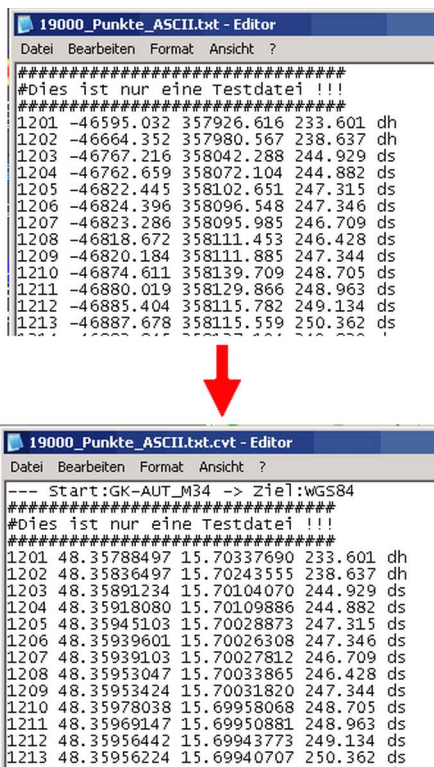 19000_Punkte_ASCII.txt - Editor
Datei Bearbeiten Format Ansicht ?
################################
#Dies ist nur eine Testdatei !!!
################################
1201 -46595.032 357926.616 233.601 dh
1202 -46664.352 357980.567 238.637 dh
1203 -46767.216 358042.288 244.929 ds
1204 -46762.659 358072.104 244.882 ds
1205 -46822.445 358102.651 247.315 ds
1206 -46824.396 358096.548 247.346 ds
1207 -46823.286 358095.985 246.709 ds
1208 -46818.672 358111.453 246.428 ds
1209 -46820.184 358111.885 247.344 ds
1210 -46874.611 358139.709 248.705 ds
1211 -46880.019 358129.866 248.963 ds
1212 -46885.404 358115.782 249.134 ds
1213 -46887.678 358115.559 250.362 ds
19000_Punkte_ASCII.txt.cvt - Editor
Datei Bearbeiten Format Ansicht ?
--- Start:GK-AUT_M34 -> Ziel:WGS84
################################
#Dies ist nur eine Testdatei !!!
################################
1201 48.35788497 15.70337690 233.601 dh
1202 48.35836497 15.70243555 238.637 dh
1203 48.35891234 15.70104070 244.929 ds
1204 48.35918080 15.70109886 244.882 ds
1205 48.35945103 15.70028873 247.315 ds
1206 48.35939601 15.70026308 247.346 ds
1207 48.35939103 15.70027812 246.709 ds
1208 48.35953047 15.70033865 246.428 ds
1209 48.35953424 15.70031820 247.344 ds
1210 48.35978038 15.69958068 248.705 ds
1211 48.35969147 15.69950881 248.963 ds
1212 48.35956442 15.69943773 249.134 ds
1213 48.35956224 15.69940707 250.362 ds